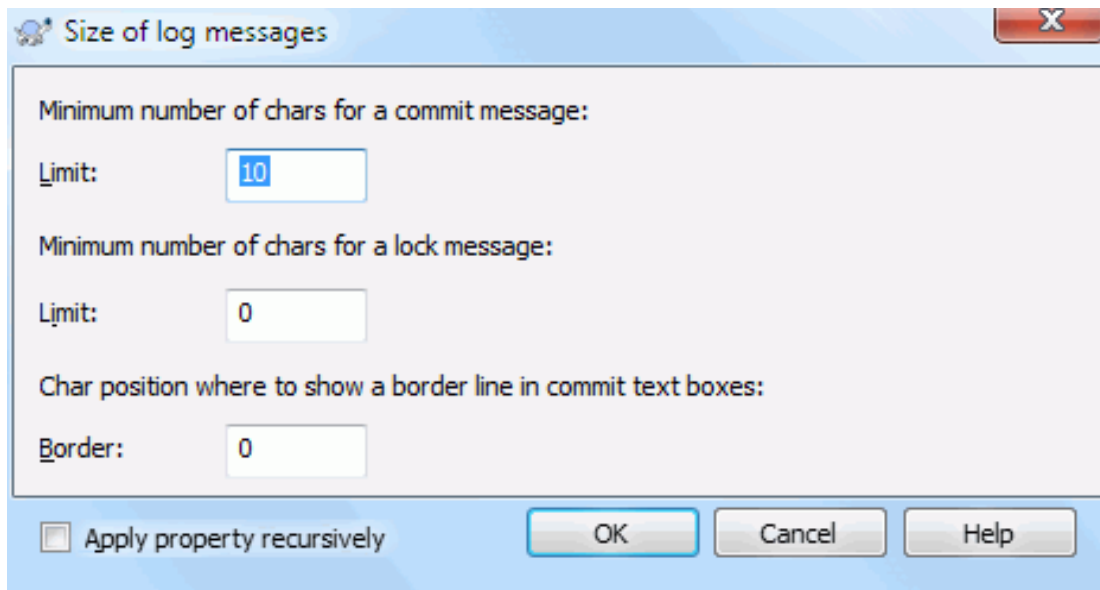 Size of log messages
Minimum number of chars for a commit message:
Limit: 10
Minimum number of chars for a lock message:
Limit: 0
Char position where to show a border line in commit text boxes:
Border: 0
Apply property recursively OK Cancel Help